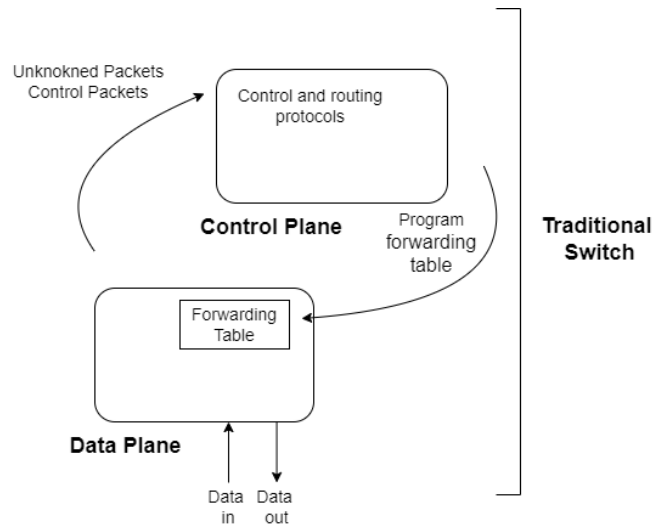 Unknokned Packets
Control Packets
Control and routing
protocols
Control Plane
Program
forwarding
table
Traditional
Switch
Forwarding
Table
Data Plane
Data
in
Data
out